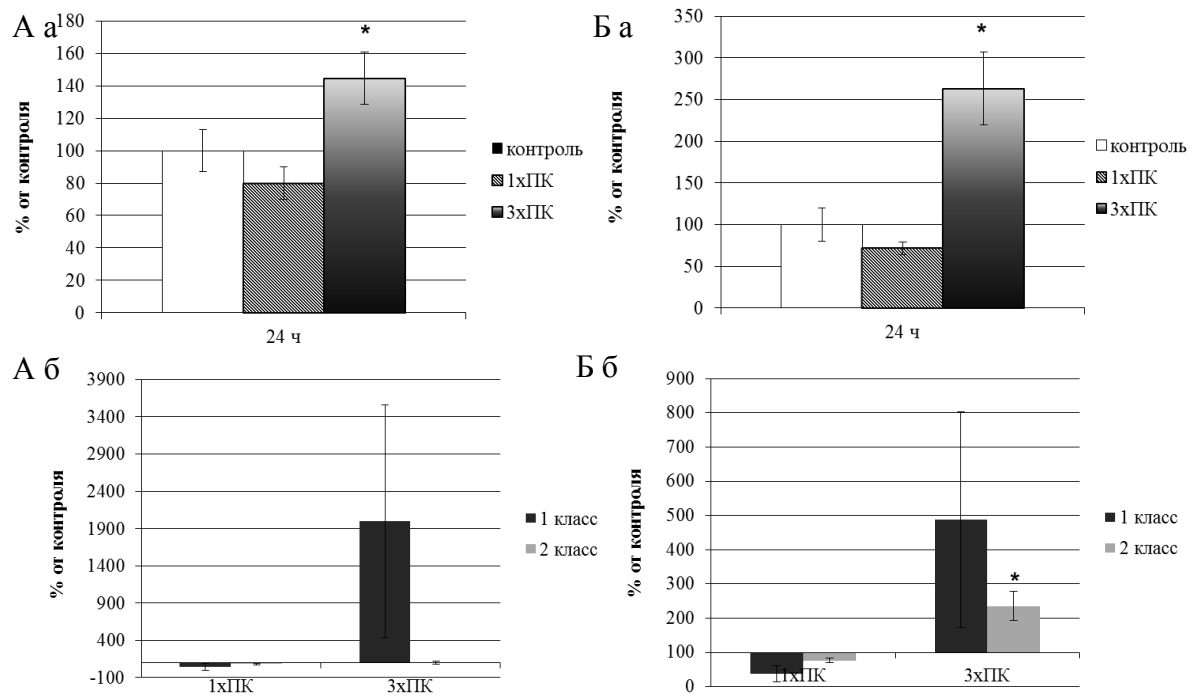 А а
180
160
140
120
100
80
60
40
20
0
% от контроля
*
24 ч
контроль
1хПК
3хПК
Б а
350
300
250
200
150
100
50
0
% от контроля
*
24 ч
контроль
1хПК
3хПК
А б
3900
3400
2900
2400
1900
1400
900
400
-100
% от контроля
1хПК
3хПК
1 класс
2 класс
Б б
900
800
700
600
500
400
300
200
100
0
% от контроля
*
1хПК
3хПК
1 класс
2 класс